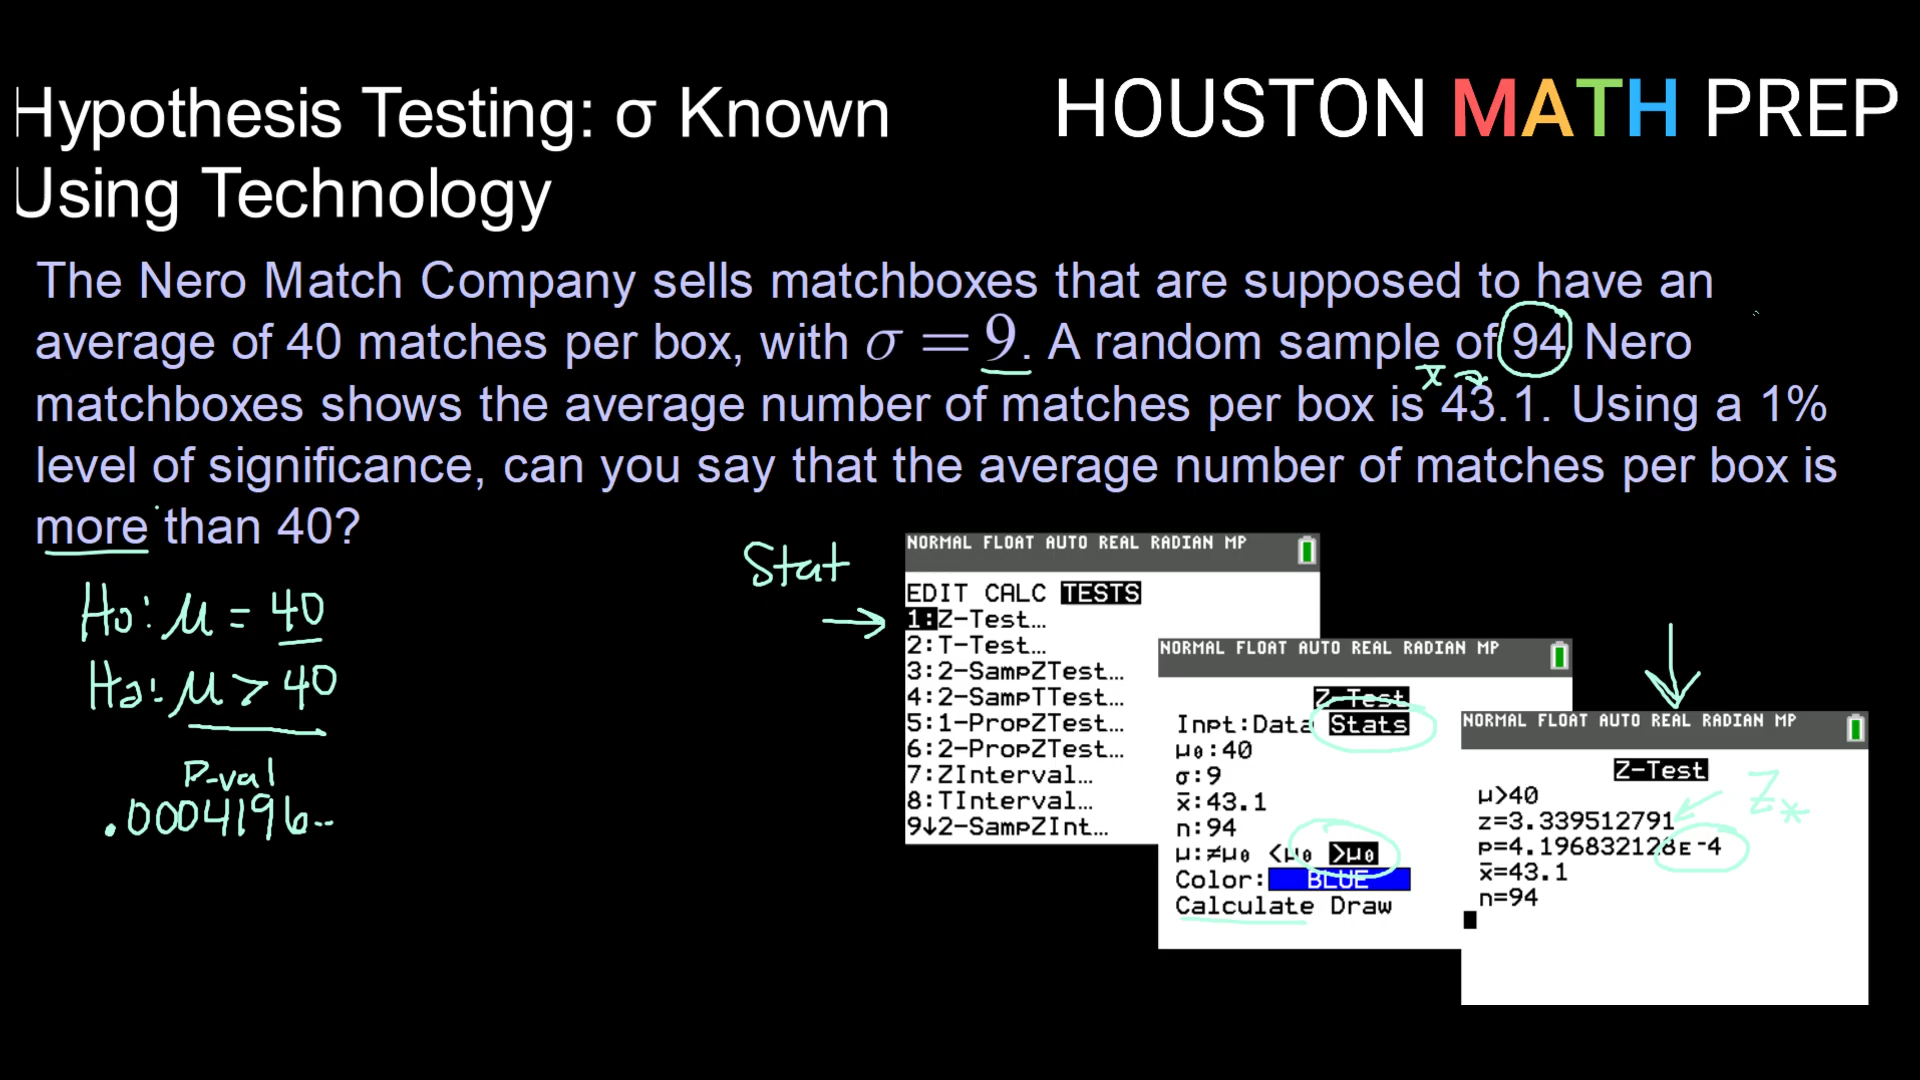 Hypothesis Testing: σ Known
Using Technology
HOUSTON MATH PREP
The Nero Match Company sells matchboxes that are supposed to have an
average of 40 matches per box, with σ = 9. A random sample of 94 Nero
x̄
matchboxes shows the average number of matches per box is 43.1. Using a 1%
level of significance, can you say that the average number of matches per box is
more than 40?
H₀: μ = 40
Ha: μ > 40
P-val
.0004196...
Stat
NORMAL FLOAT AUTO REAL RADIAN MP
EDIT CALC TESTS
1:Z-Test…
2:T-Test…
3:2-SampZTest…
4:2-SampTTest…
5:1-PropZTest…
6:2-PropZTest…
7:ZInterval…
8:TInterval…
9↓2-SampZInt…
NORMAL FLOAT AUTO REAL RADIAN MP
Z-Test
Inpt:Data Stats
μ₀:40
σ:9
x̄:43.1
n:94
μ:≠μ₀ <μ₀ >μ₀
Color: BLUE
Calculate Draw
NORMAL FLOAT AUTO REAL RADIAN MP
Z-Test
μ>40
z=3.339512791
p=4.196832128E-4
x̄=43.1
n=94
Z*